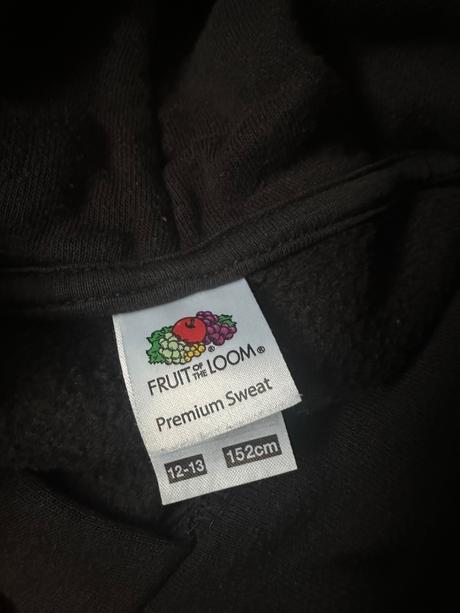 FRUIT OF THE LOOM®
Premium Sweat
12-13 152cm